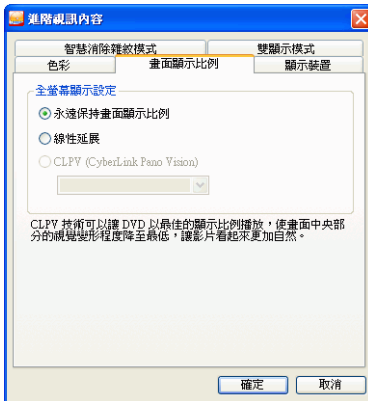 進階視訊內容
智慧消除雜紋模式
雙顯示模式
色彩
畫面顯示比例
顯示裝置
全螢幕顯示設定
永遠保持畫面顯示比例
線性延展
CLPV (CyberLink Pano Vision)
CLPV 技術可以讓 DVD 以最佳的顯示比例播放，使畫面中央部
分的視覺變形程度降至最低，讓影片看起來更加自然。
確定
取消